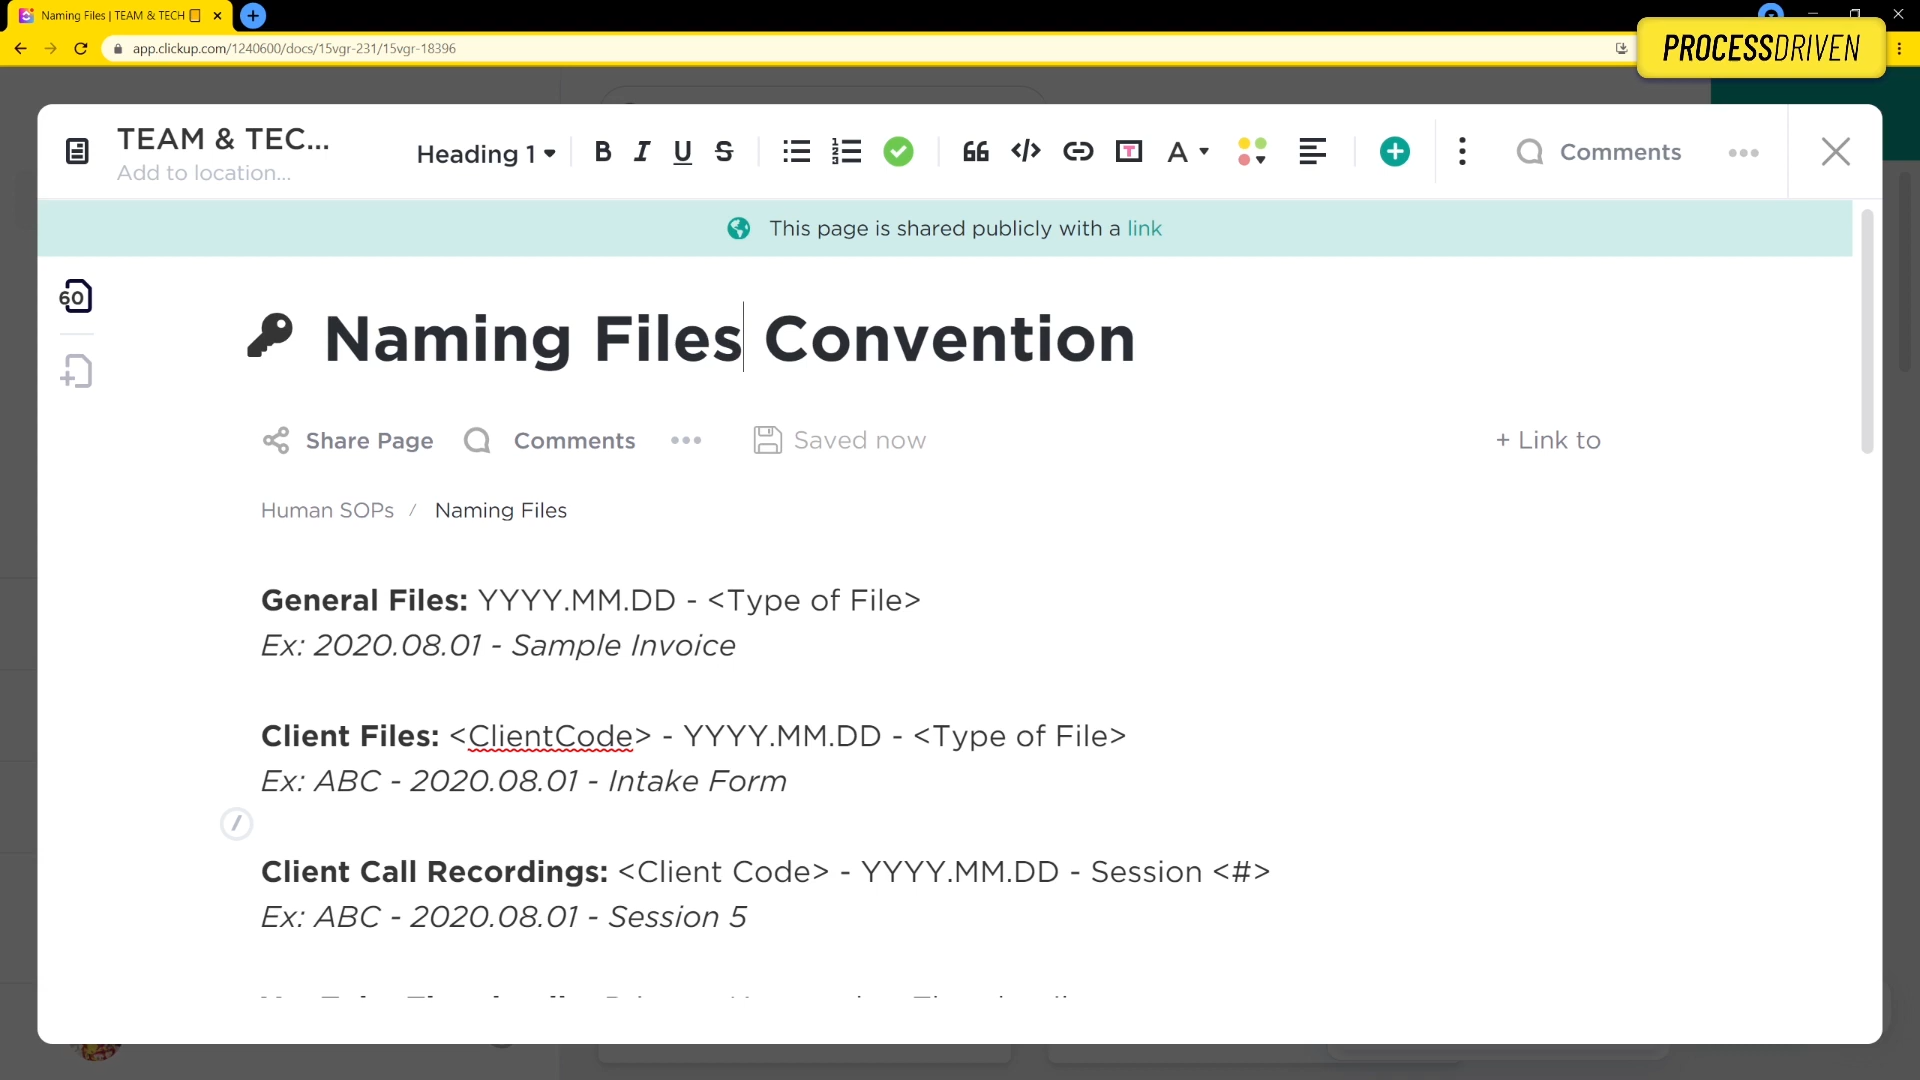 Naming Files | TEAM & TECH
app.clickup.com/1240600/docs/15vgr-231/15vgr-18396
PROCESSDRIVEN
TEAM & TEC...
Add to location...
Heading 1
B I U S
A
Comments
This page is shared publicly with a link
60
Naming Files Convention
Share Page
Comments
Saved now
+ Link to
Human SOPs / Naming Files
General Files: YYYY.MM.DD - <Type of File>
Ex: 2020.08.01 - Sample Invoice
Client Files: <ClientCode> - YYYY.MM.DD - <Type of File>
Ex: ABC - 2020.08.01 - Intake Form
/
Client Call Recordings: <Client Code> - YYYY.MM.DD - Session <#>
Ex: ABC - 2020.08.01 - Session 5